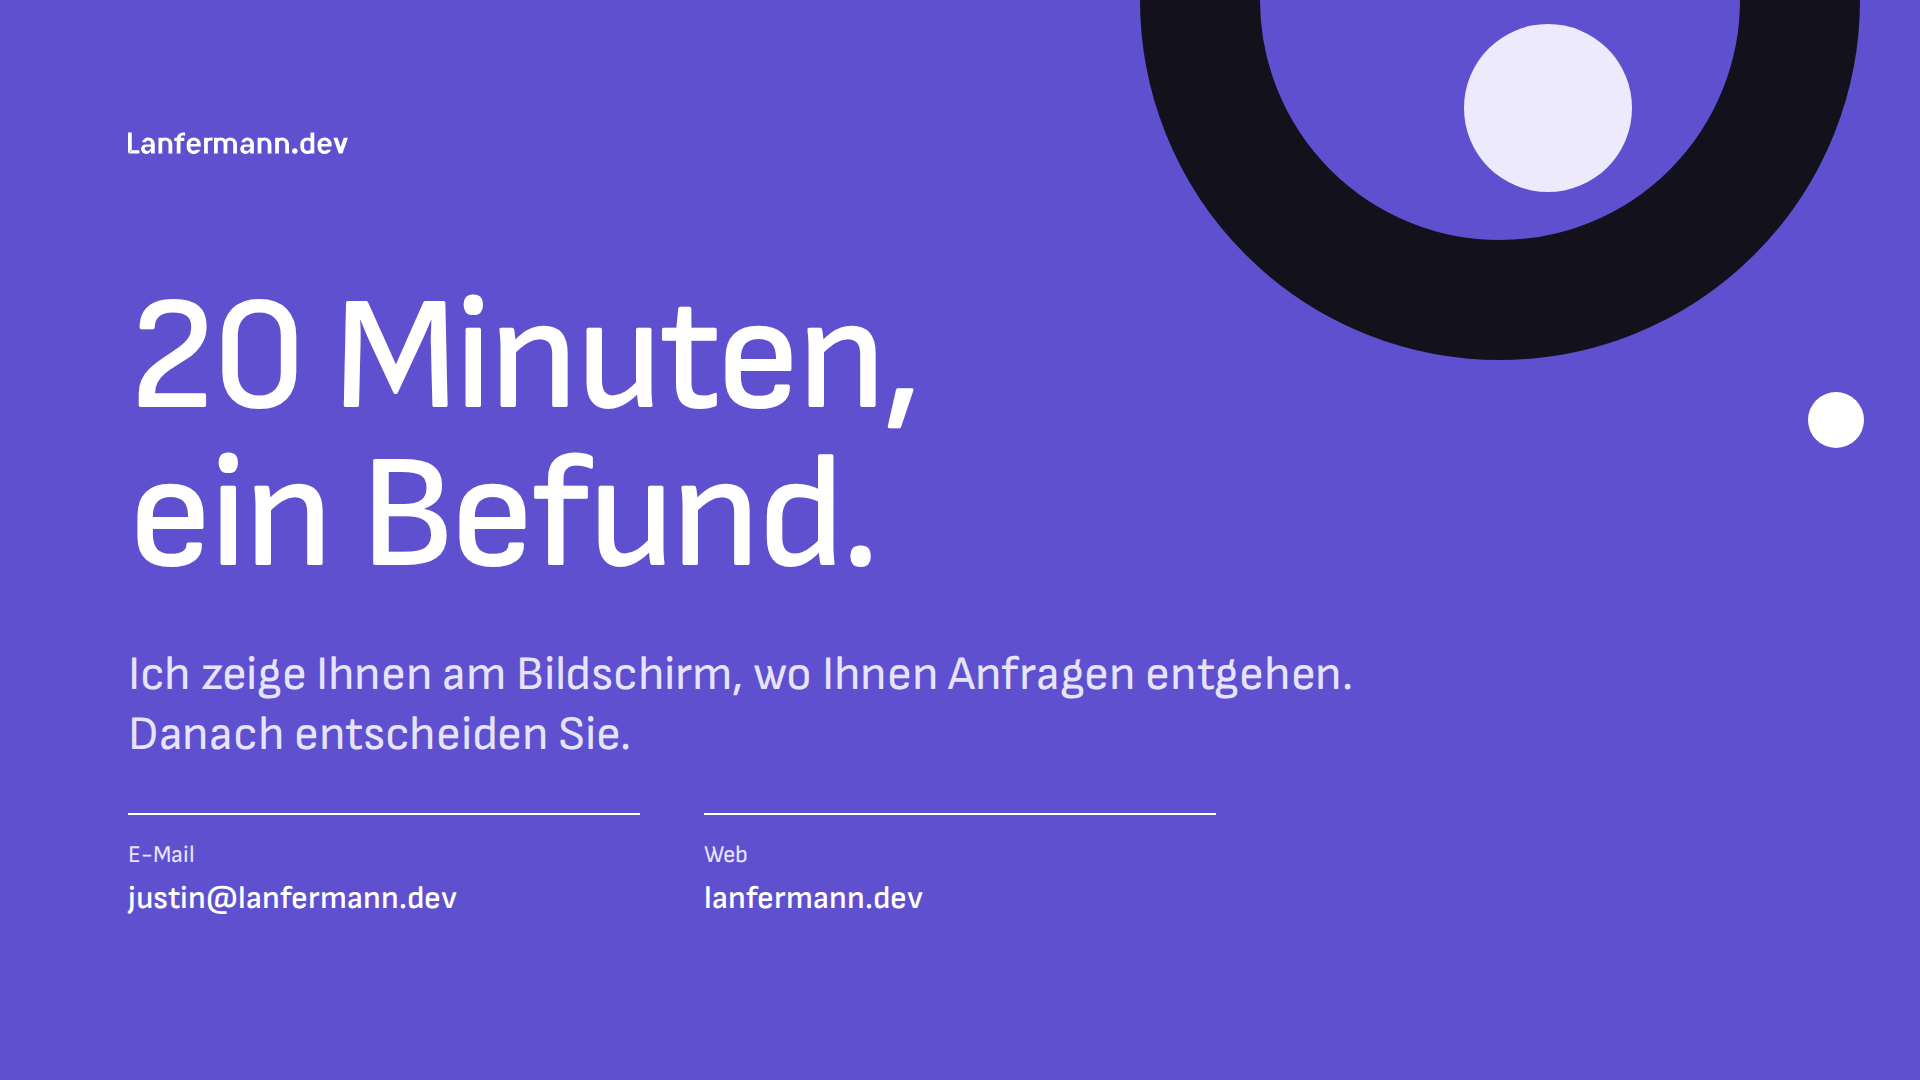 Lanfermann.dev
20 Minuten,
ein Befund.
Ich zeige Ihnen am Bildschirm, wo Ihnen Anfragen entgehen.
Danach entscheiden Sie.
E-Mail
justin@lanfermann.dev
Web
lanfermann.dev